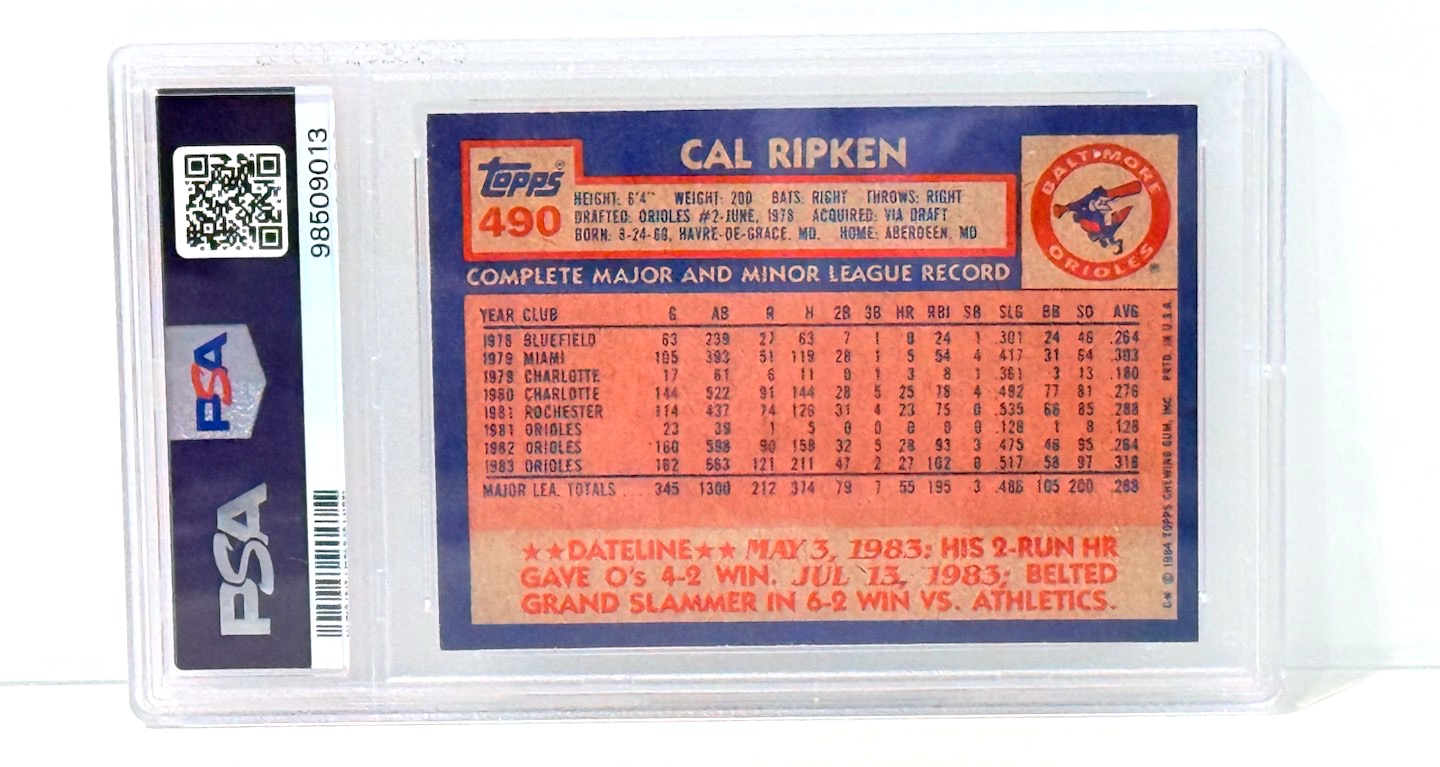 98509013
PSA
PSA
CAL RIPKEN
Topps®
490
HEIGHT: 6'4" WEIGHT: 200 BATS: RIGHT THROWS: RIGHT
DRAFTED: ORIOLES #2-JUNE, 1978 ACQUIRED: VIA DRAFT
BORN: 8-24-60, HAVRE-DE-GRACE, MD. HOME: ABERDEEN, MD
BALTIMORE
ORIOLES
COMPLETE MAJOR AND MINOR LEAGUE RECORD
YEAR CLUB G AB R H 2B 3B HR RBI SB SLG BB SO AVG
1978 BLUEFIELD 63 239 27 63 7 1 0 24 1 .301 24 46 .264
1979 MIAMI 105 393 51 119 28 1 5 54 4 .417 31 54 .303
1979 CHARLOTTE 17 61 6 11 0 1 3 8 1 .361 3 13 .180
1980 CHARLOTTE 144 522 91 144 28 5 25 78 4 .492 77 81 .276
1981 ROCHESTER 114 437 74 126 31 4 23 75 0 .535 66 85 .288
1981 ORIOLES 23 39 1 5 0 0 0 0 0 .128 1 8 .128
1982 ORIOLES 160 598 90 158 32 5 28 93 3 .475 46 95 .264
1983 ORIOLES 162 663 121 211 47 2 27 102 0 .517 58 97 .318
MAJOR LEA. TOTALS 345 1300 212 374 79 7 55 195 3 .486 105 200 .288
★★DATELINE★★ MAY 3, 1983: HIS 2-RUN HR
GAVE O's 4-2 WIN. JUL 13, 1983; BELTED
GRAND SLAMMER IN 6-2 WIN VS. ATHLETICS.
© 1984 TOPPS CHEWING GUM, INC. PRTD. IN U.S.A.